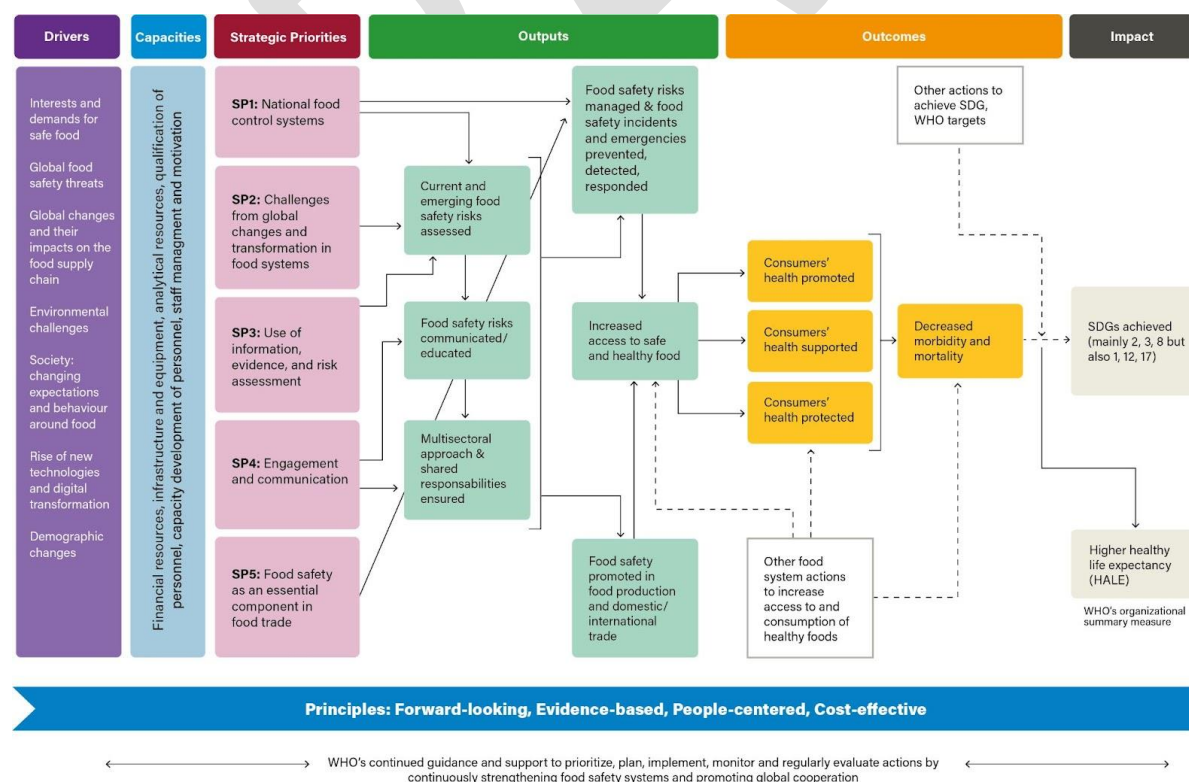 Drivers
Capacities
Strategic Priorities
Outputs
Outcomes
Impact
Interests and
demands for
safe food
Global food
safety threats
Global changes
and their
impacts on the
food supply
chain
Environmental
challenges
Society:
changing
expectations
and behaviour
around food
Rise of new
technologies
and digital
transformation
Demographic
changes
Financial resources, infrastructure and equipment, analytical resources, qualification of
personnel, capacity development of personnel, staff managment and motivation
SP1: National food
control systems
SP2: Challenges
from global
changes and
transformation in
food systems
SP3: Use of
information,
evidence, and risk
assessment
SP4: Engagement
and communication
SP5: Food safety
as an essential
component in
food trade
Current and
emerging food
safety risks
assessed
Food safety risks
communicated/
educated
Multisectoral
approach &
shared
responsabilities
ensured
Food safety risks
managed & food
safety incidents
and emergencies
prevented,
detected,
responded
Increased
access to safe
and healthy food
Food safety
promoted in
food production
and domestic/
international
trade
Consumers'
health promoted
Consumers'
health supported
Consumers'
health protected
Other food
system actions
to increase
access to and
consumption of
healthy foods
Other actions to
achieve SDG,
WHO targets
Decreased
morbidity and
mortality
SDGs achieved
(mainly 2, 3, 8 but
also 1, 12, 17)
Higher healthy
life expectancy
(HALE)
WHO's organizational
summary measure
Principles: Forward-looking, Evidence-based, People-centered, Cost-effective
WHO's continued guidance and support to prioritize, plan, implement, monitor and regularly evaluate actions by
continuously strengthening food safety systems and promoting global cooperation